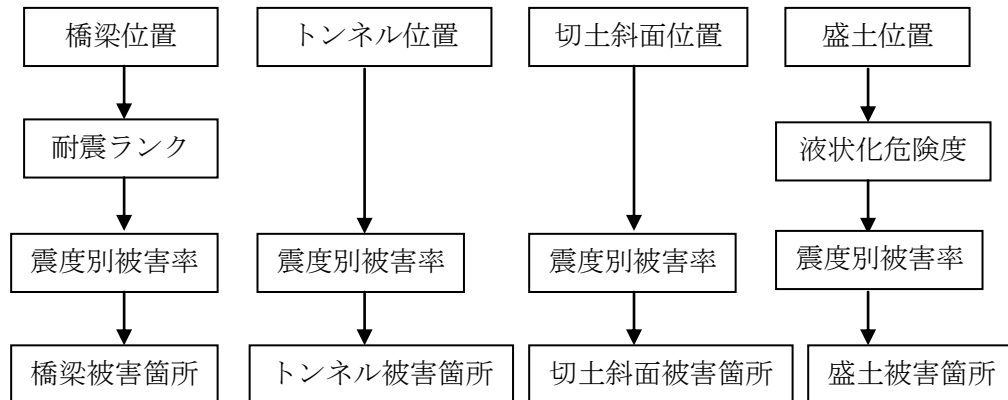 橋梁位置
トンネル位置
切土斜面位置
盛土位置
耐震ランク
液状化危険度
震度別被害率
震度別被害率
震度別被害率
震度別被害率
橋梁被害箇所
トンネル被害箇所
切土斜面被害箇所
盛土被害箇所